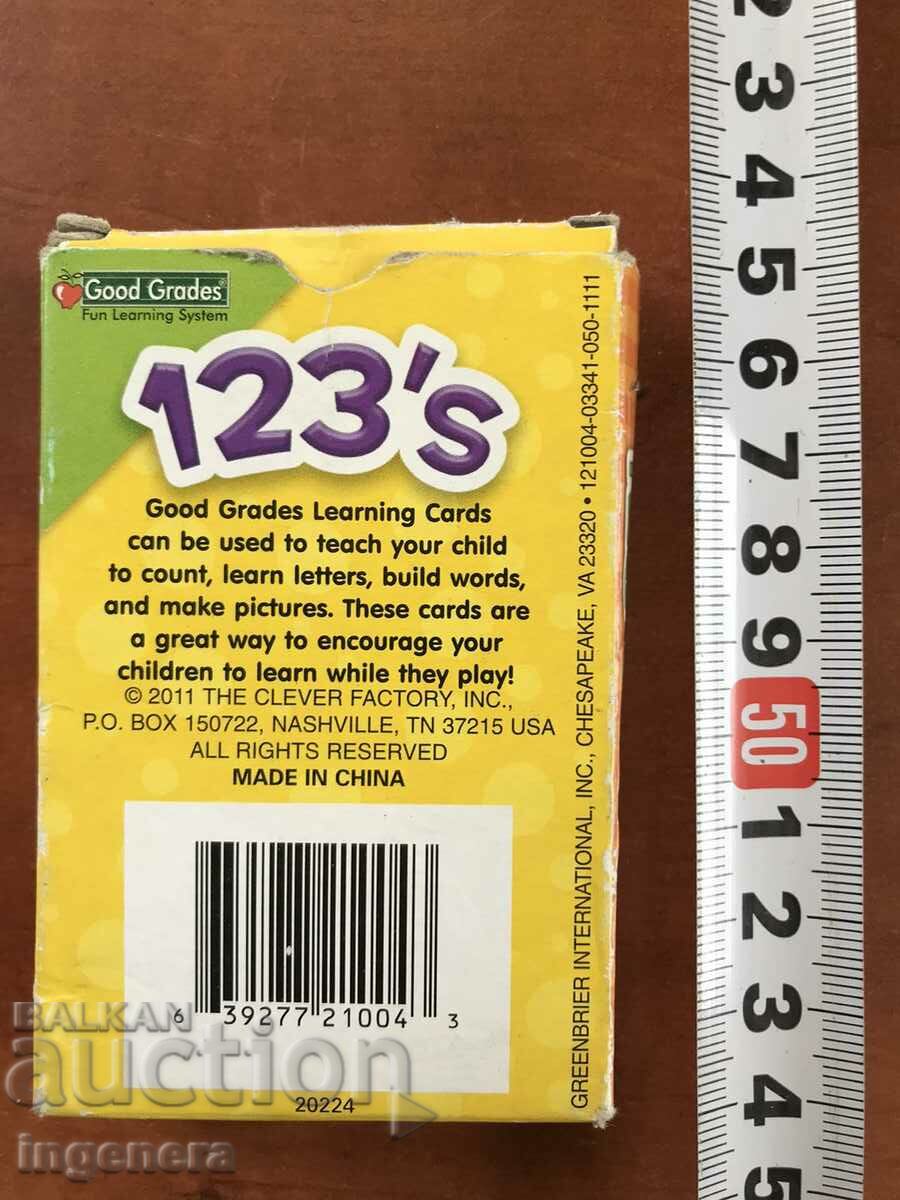 Good Grades®
Fun Learning System
123's
Good Grades Learning Cards
can be used to teach your child
to count, learn letters, build words,
and make pictures. These cards are
a great way to encourage your
children to learn while they play!
© 2011 THE CLEVER FACTORY, INC.,
P.O. BOX 150722, NASHVILLE, TN 37215 USA
ALL RIGHTS RESERVED
MADE IN CHINA
6 39277 21004 3
20224
GREENBRIER INTERNATIONAL, INC., CHESAPEAKE, VA 23320 • 121004-03341-050-1111
2
3
4
5
6
7
8
9
50
1
2
3
4
5
BALKAN
auction
ingenera